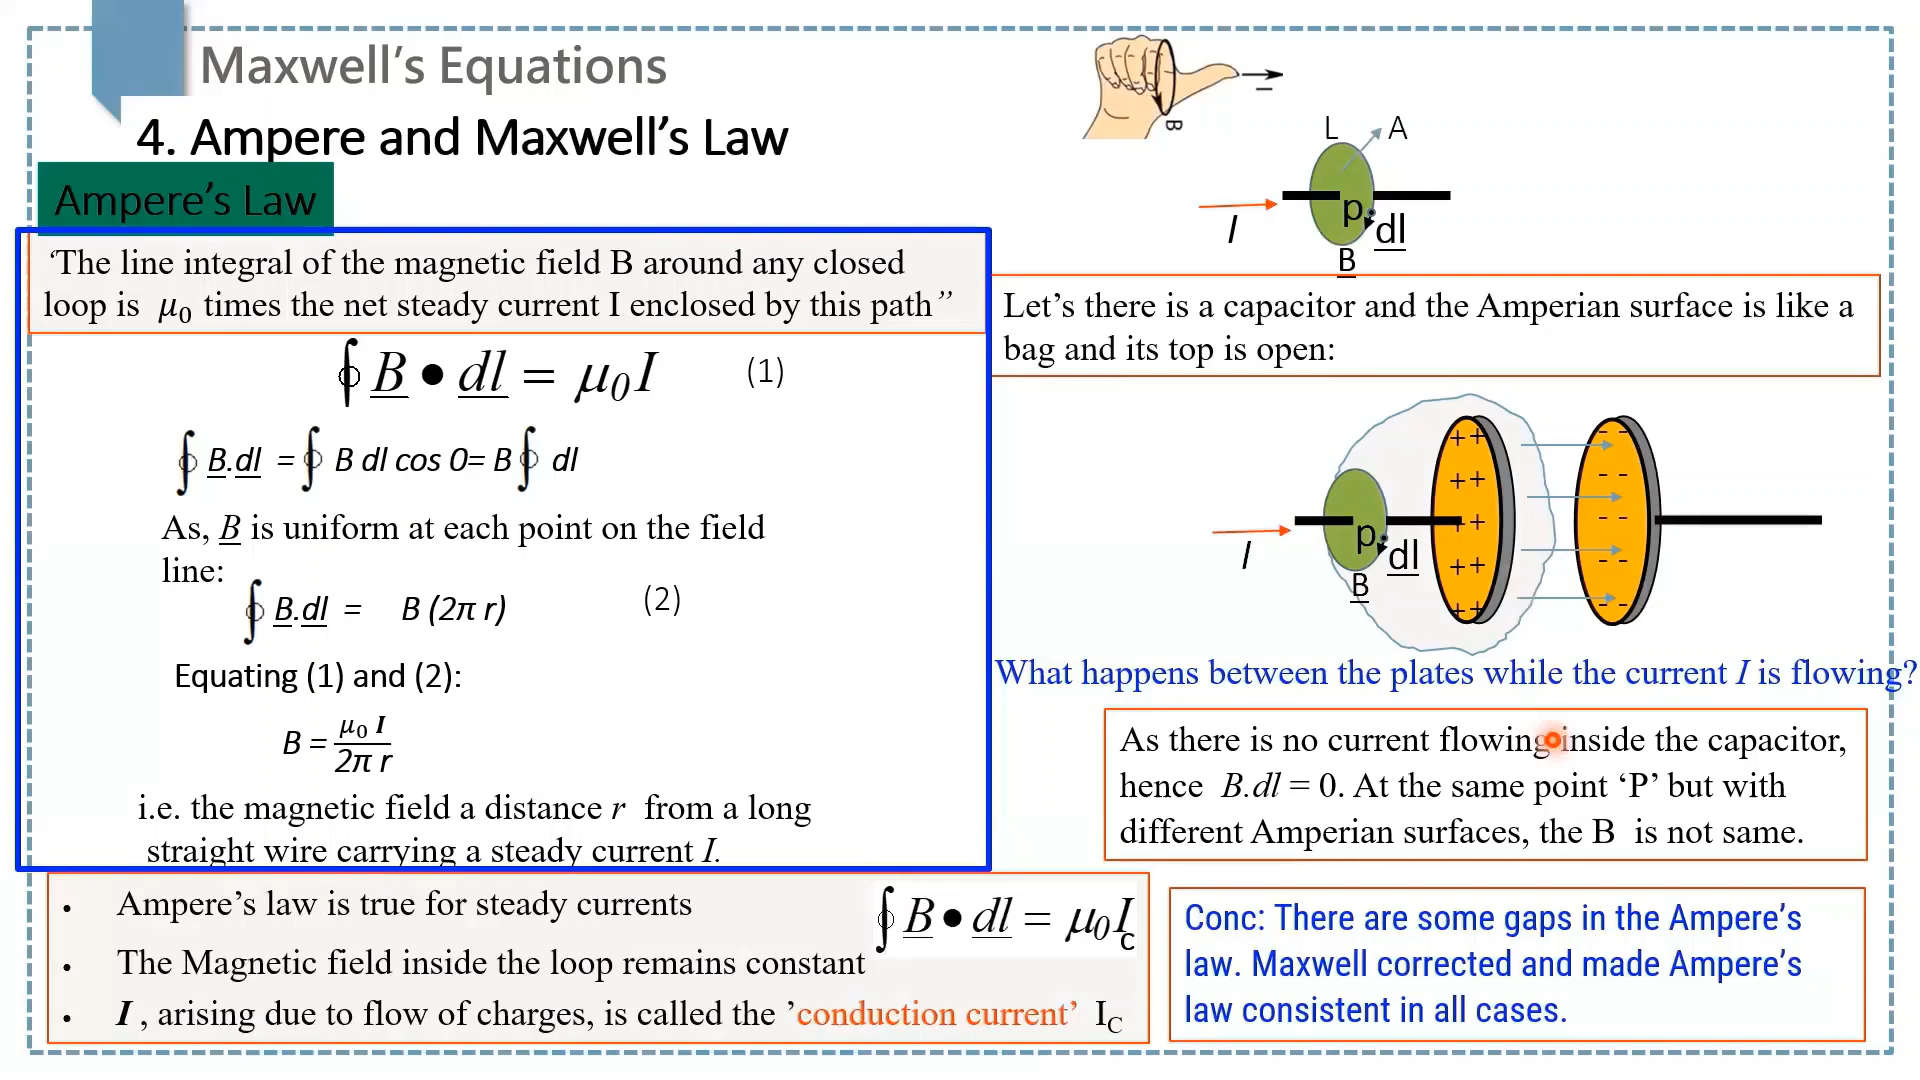 Maxwell’s Equations
4. Ampere and Maxwell’s Law
Ampere’s Law
‘The line integral of the magnetic field B around any closed
loop is μ₀ times the net steady current I enclosed by this path”
∮ B • dl = μ₀I (1)
∮ B.dl = ∮ B dl cos 0= B ∮ dl
As, B is uniform at each point on the field
line:
∮ B.dl = B (2π r) (2)
Equating (1) and (2):
B = μ₀ I / 2π r
i.e. the magnetic field a distance r from a long
straight wire carrying a steady current I.
• Ampere’s law is true for steady currents
∮ B • dl = μ₀I_C
• The Magnetic field inside the loop remains constant
• I , arising due to flow of charges, is called the ’conduction current’ I_C
B
L A
I
p
dl
B
Let’s there is a capacitor and the Amperian surface is like a
bag and its top is open:
+ + - -
+ + - -
I
p
dl
B
+ + - -
+ + - -
+ + - -
What happens between the plates while the current I is flowing?
As there is no current flowing inside the capacitor,
hence B.dl = 0. At the same point ‘P’ but with
different Amperian surfaces, the B is not same.
Conc: There are some gaps in the Ampere’s
law. Maxwell corrected and made Ampere’s
law consistent in all cases.